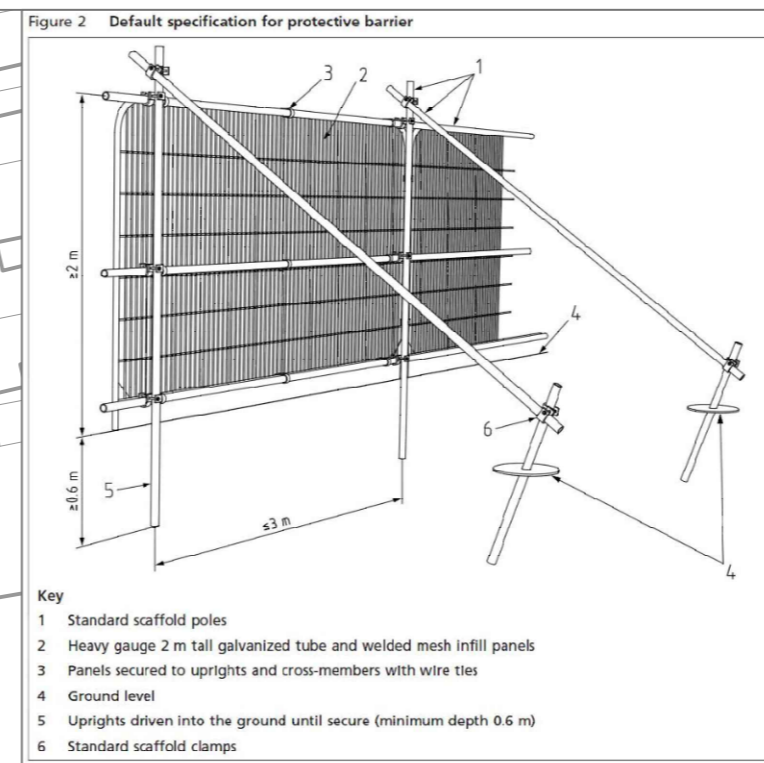 Figure 2 Default specification for protective barrier
3
2
1
≥2 m
4
6
≥0.6 m
5
≤3 m
4
Key
1 Standard scaffold poles
2 Heavy gauge 2 m tall galvanized tube and welded mesh infill panels
3 Panels secured to uprights and cross-members with wire ties
4 Ground level
5 Uprights driven into the ground until secure (minimum depth 0.6 m)
6 Standard scaffold clamps